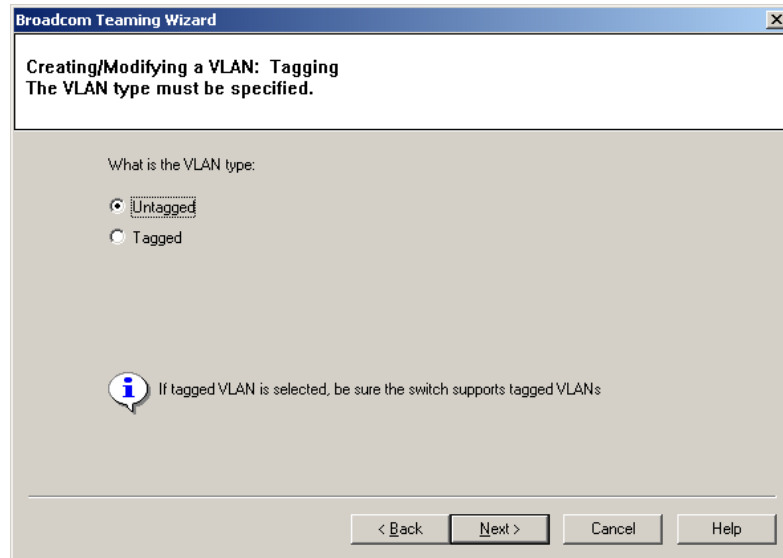 Broadcom Teaming Wizard
Creating/Modifying a VLAN: Tagging
The VLAN type must be specified.
What is the VLAN type:
Untagged
Tagged
If tagged VLAN is selected, be sure the switch supports tagged VLANs
< Back Next > Cancel Help